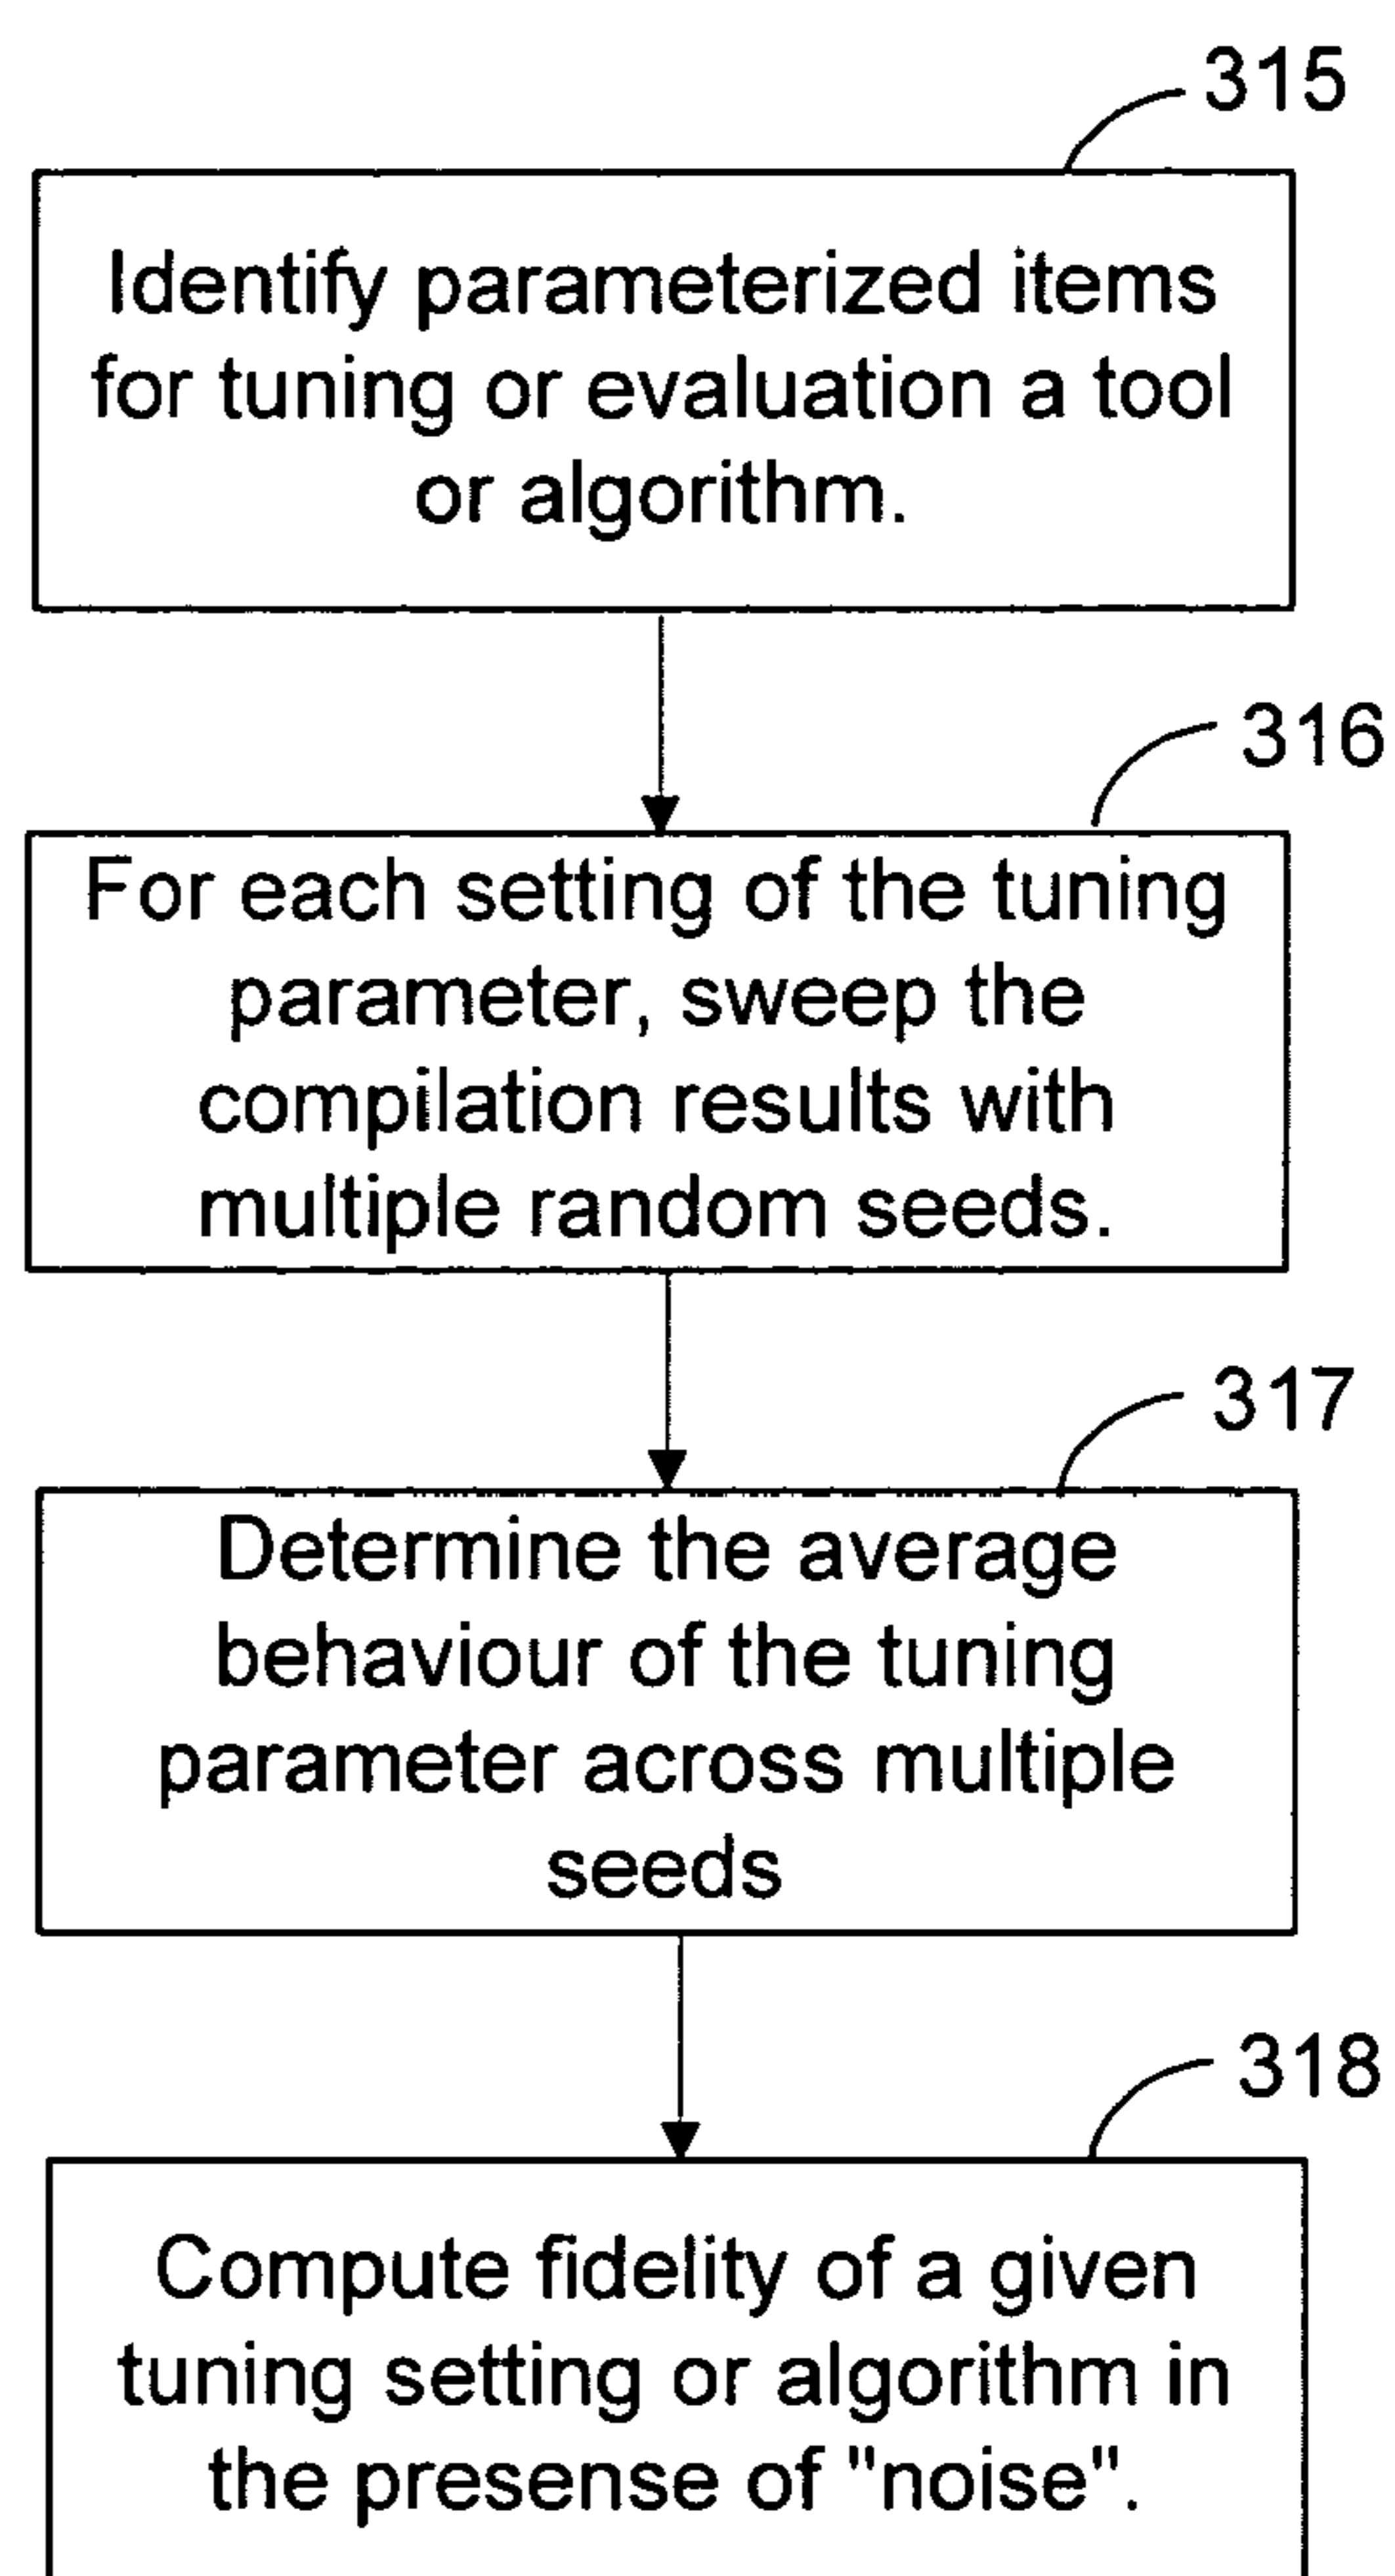 315
Identify parameterized items
for tuning or evaluation a tool
or algorithm.
316
For each setting of the tuning
parameter, sweep the
compilation results with
multiple random seeds.
317
Determine the average
behaviour of the tuning
parameter across multiple
seeds
318
Compute fidelity of a given
tuning setting or algorithm in
the presense of "noise".